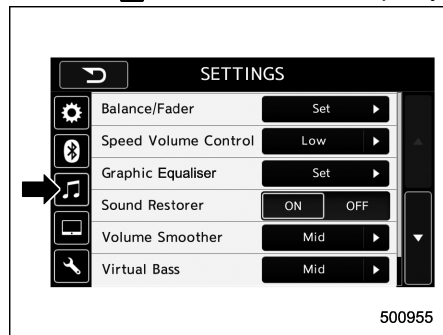 SETTINGS
Balance/Fader Set
Speed Volume Control Low
Graphic Equaliser Set
Sound Restorer ON OFF
Volume Smoother Mid
Virtual Bass Mid
500955